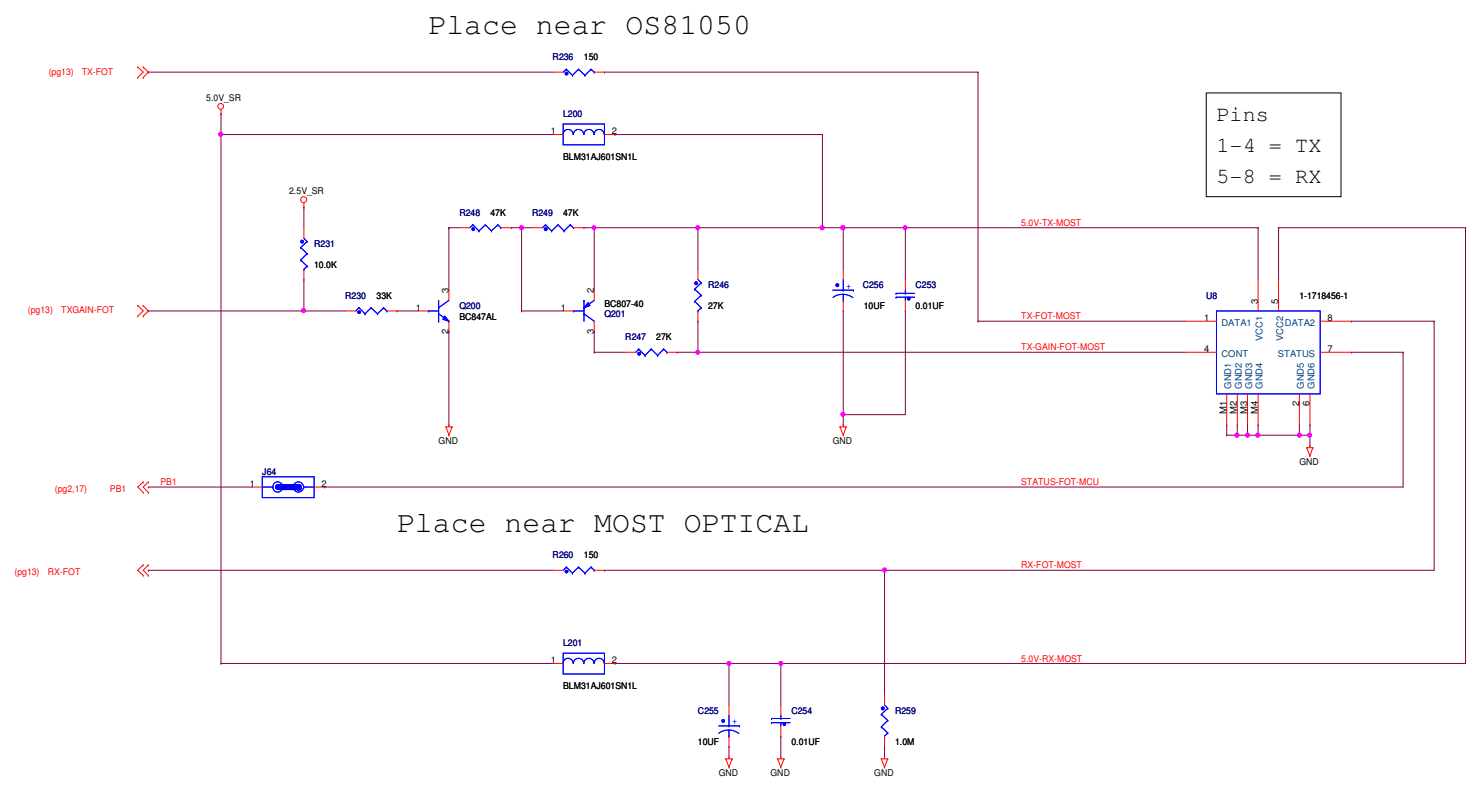 Place near OS81050
R236 150
(pg13) TX-FOT
5.0V_SR
L200
1 2
BLM31AJ601SN1L
Pins
1-4 = TX
5-8 = RX
2.5V_SR
R248 47K R249 47K
5.0V-TX-MOST
R231
10.0K
R246
27K
C256
10UF
C253
0.01UF
(pg13) TXGAIN-FOT
R230 33K
1 3 2
Q200
BC847AL
1 2 3
BC807-40
Q201
R247 27K
TX-FOT-MOST
TX-GAIN-FOT-MOST
U8 1-1718456-1
3 5
1 DATA1 VCC1 VCC2 DATA2 8
4 CONT STATUS 7
GND1 GND2 GND3 GND4 GND5 GND6
M1 M2 M3 M4 2 6
GND
GND
GND
J64
(pg2,17) PB1 PB1 1 2
STATUS-FOT-MCU
Place near MOST OPTICAL
R260 150
(pg13) RX-FOT
RX-FOT-MOST
L201
1 2
BLM31AJ601SN1L
5.0V-RX-MOST
C255
10UF
C254
0.01UF
R259
1.0M
GND
GND
GND